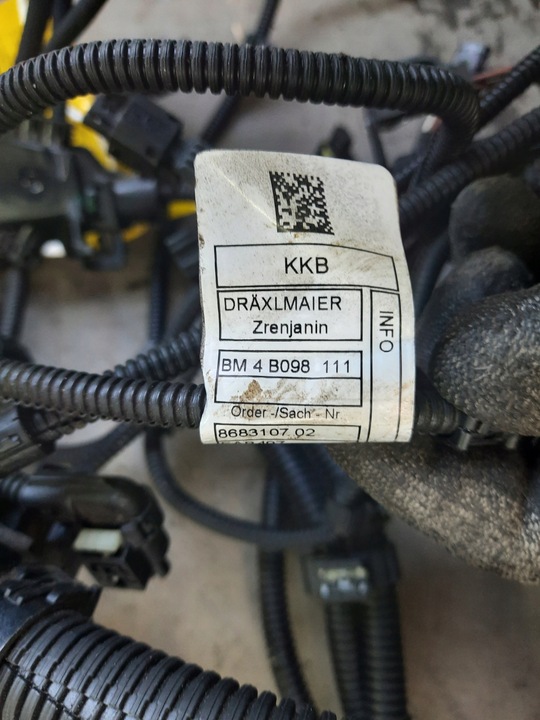 KKB
DRÄXLMAIER
Zrenjanin
INFO
BM 4 B098 111
Order -/Sach - Nr
8683107 02